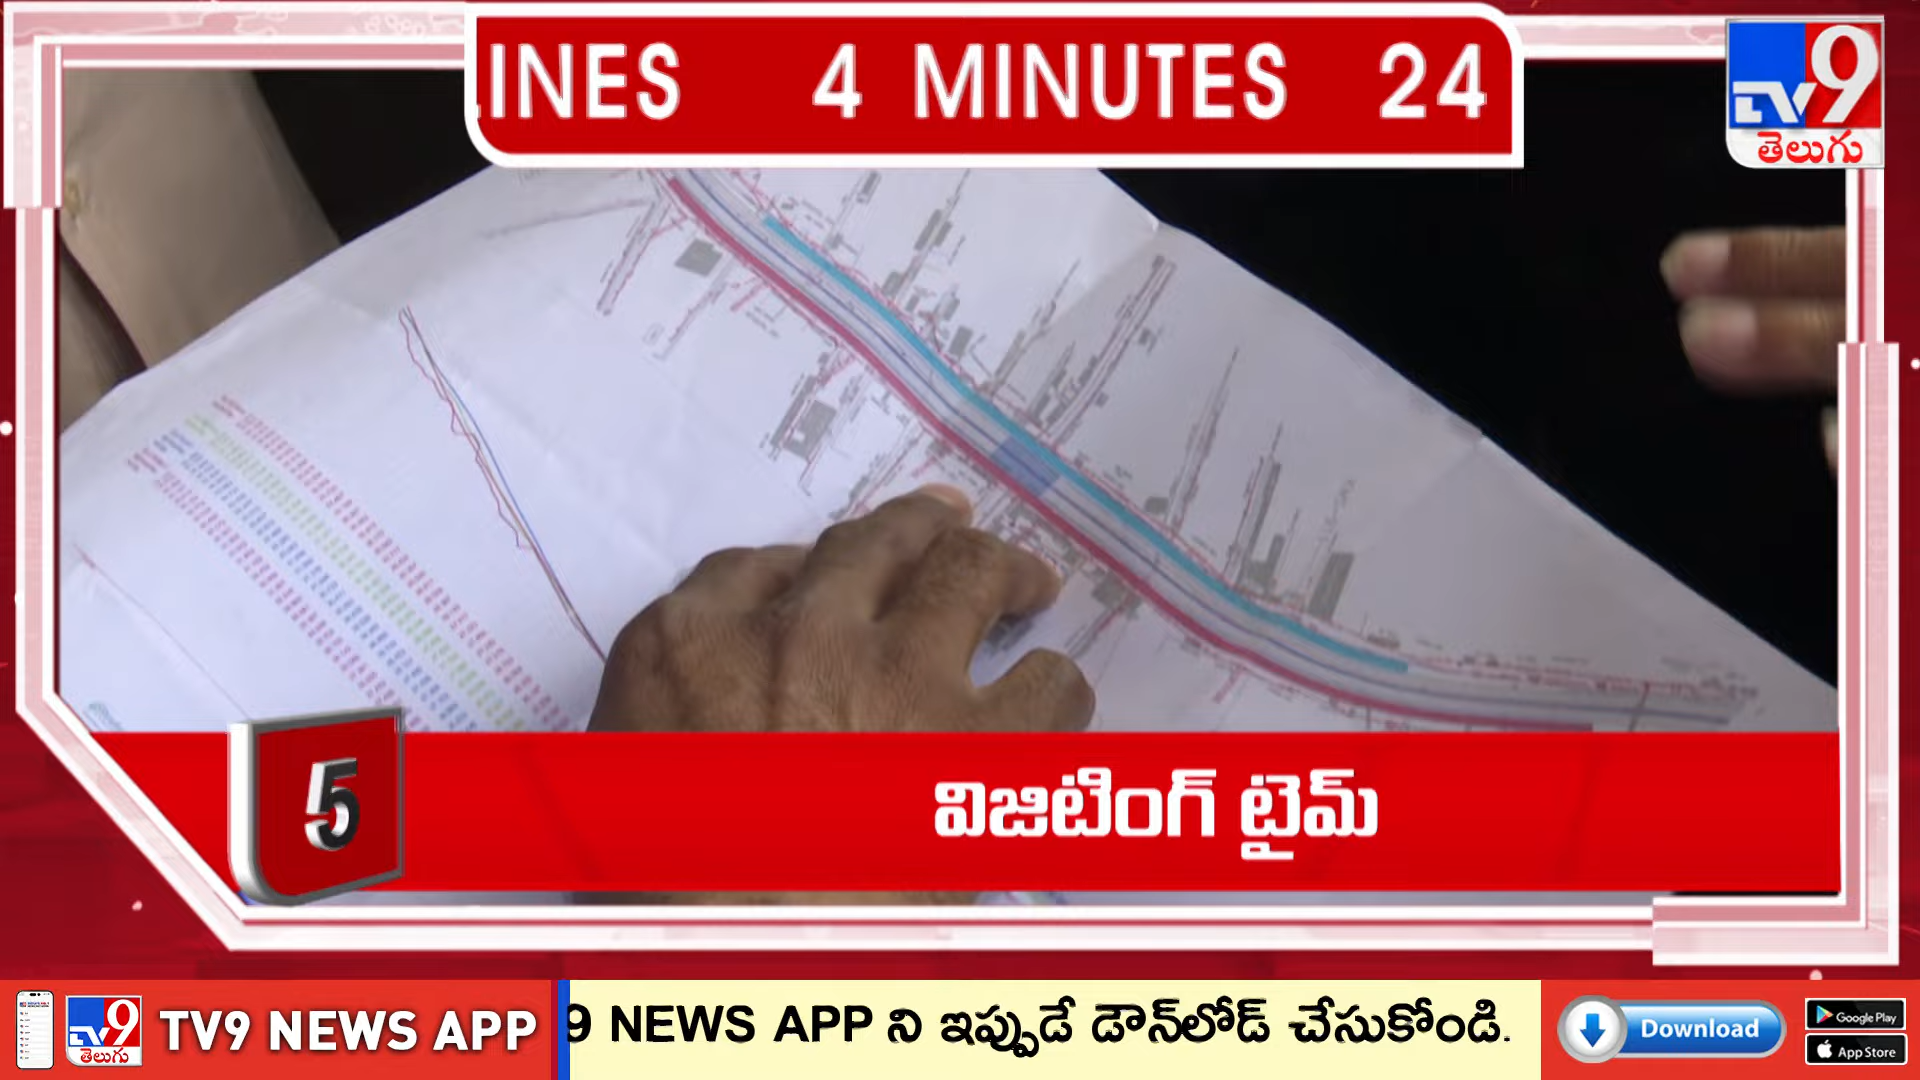 INES 4 MINUTES 24
TV9
తెలుగు
5
విజిటింగ్ టైమ్
TV9
తెలుగు
TV9 NEWS APP
9 NEWS APP ని ఇప్పుడే డౌన్‌లోడ్ చేసుకోండి.
Download
Google Play
App Store